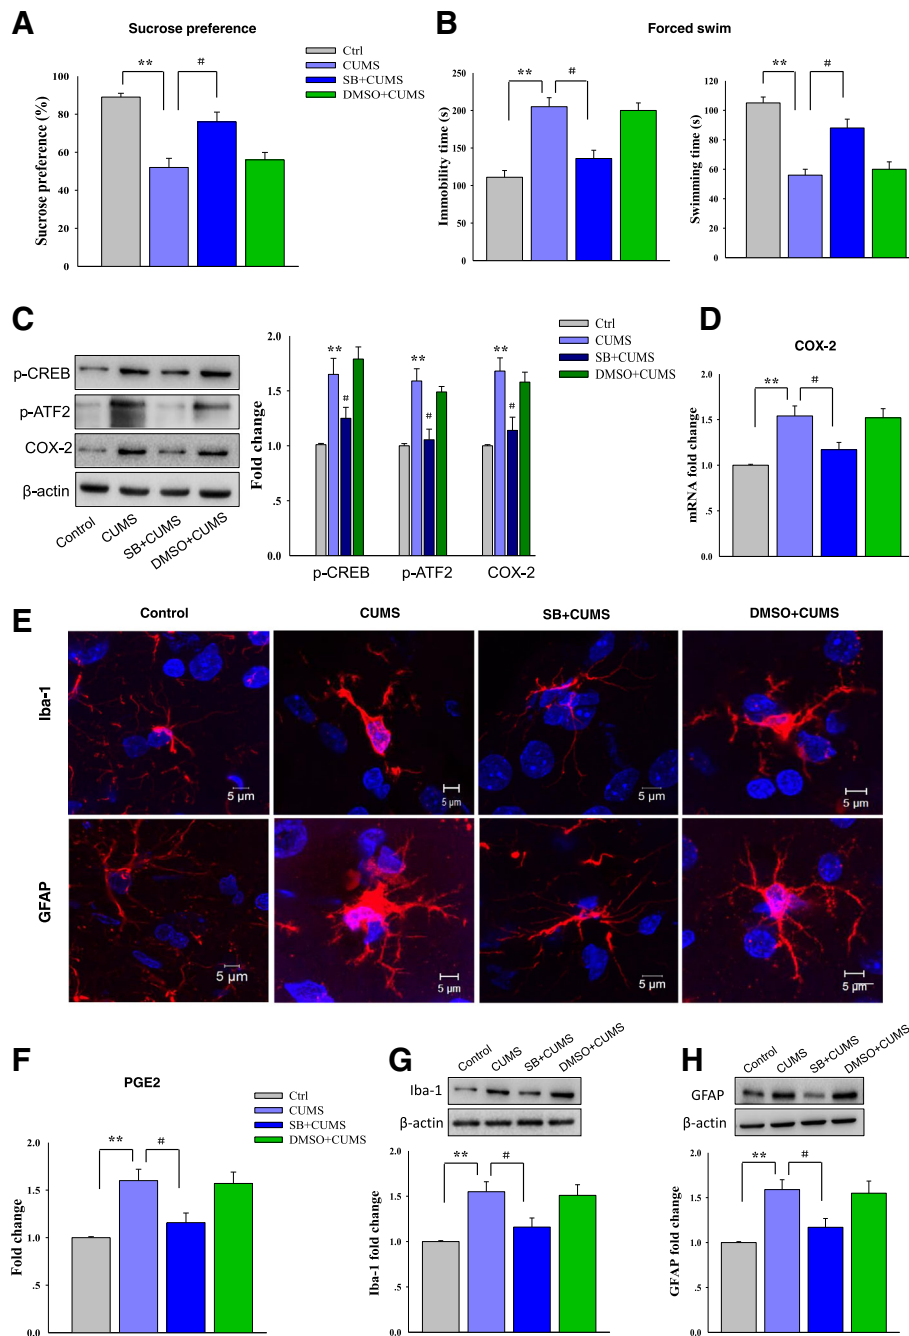 A
Sucrose preference
Ctrl
CUMS
SB+CUMS
DMSO+CUMS
Sucrose preference (%)
100
80
60
40
20
0
**
#
B
Forced swim
Immobility time (s)
250
200
150
100
50
0
**
#
Swimming time (s)
120
100
80
60
40
20
0
**
#
C
p-CREB
p-ATF2
COX-2
β-actin
Control
CUMS
SB+CUMS
DMSO+CUMS
Ctrl
CUMS
SB+CUMS
DMSO+CUMS
Fold change
2.0
1.5
1.0
.5
0.0
**
#
**
#
**
#
p-CREB
p-ATF2
COX-2
D
COX-2
mRNA fold change
2.0
1.5
1.0
.5
0.0
**
#
E
Control
CUMS
SB+CUMS
DMSO+CUMS
Iba-1
5 μm
5 μm
5 μm
5 μm
GFAP
5 μm
5 μm
5 μm
5 μm
F
PGE2
Ctrl
CUMS
SB+CUMS
DMSO+CUMS
Fold change
2.0
1.5
1.0
.5
0.0
**
#
G
Control
CUMS
SB+CUMS
DMSO+CUMS
Iba-1
β-actin
Iba-1 fold change
2.0
1.5
1.0
.5
0.0
**
#
H
Control
CUMS
SB+CUMS
DMSO+CUMS
GFAP
β-actin
GFAP fold change
2.0
1.5
1.0
.5
0.0
**
#